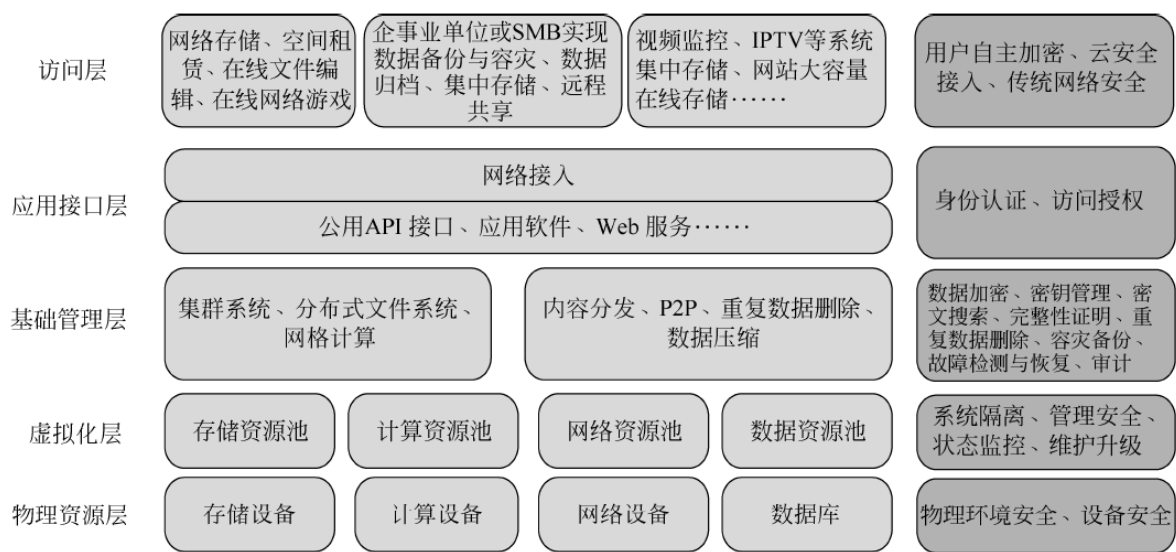 访问层
网络存储、空间租
赁、在线文件编
辑、在线网络游戏
企事业单位或SMB实现
数据备份与容灾、数据
归档、集中存储、远程
共享
视频监控、IPTV等系统
集中存储、网站大容量
在线存储······
用户自主加密、云安全
接入、传统网络安全
应用接口层
网络接入
公用API 接口、应用软件、Web 服务······
身份认证、访问授权
基础管理层
集群系统、分布式文件系统、
网格计算
内容分发、P2P、重复数据删除、
数据压缩
数据加密、密钥管理、密
文搜索、完整性证明、重
复数据删除、容灾备份、
故障检测与恢复、审计
虚拟化层
存储资源池
计算资源池
网络资源池
数据资源池
系统隔离、管理安全、
状态监控、维护升级
物理资源层
存储设备
计算设备
网络设备
数据库
物理环境安全、设备安全